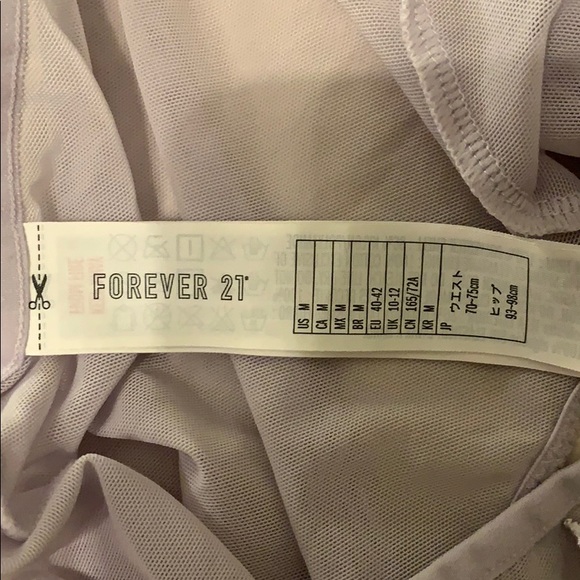 FOREVER 21
US M
CA M
MX M
BR M
EU 40-42
UK 10-12
CN 165/72A
KR M
JP ウエスト
70-75cm
ヒップ
93-98cm